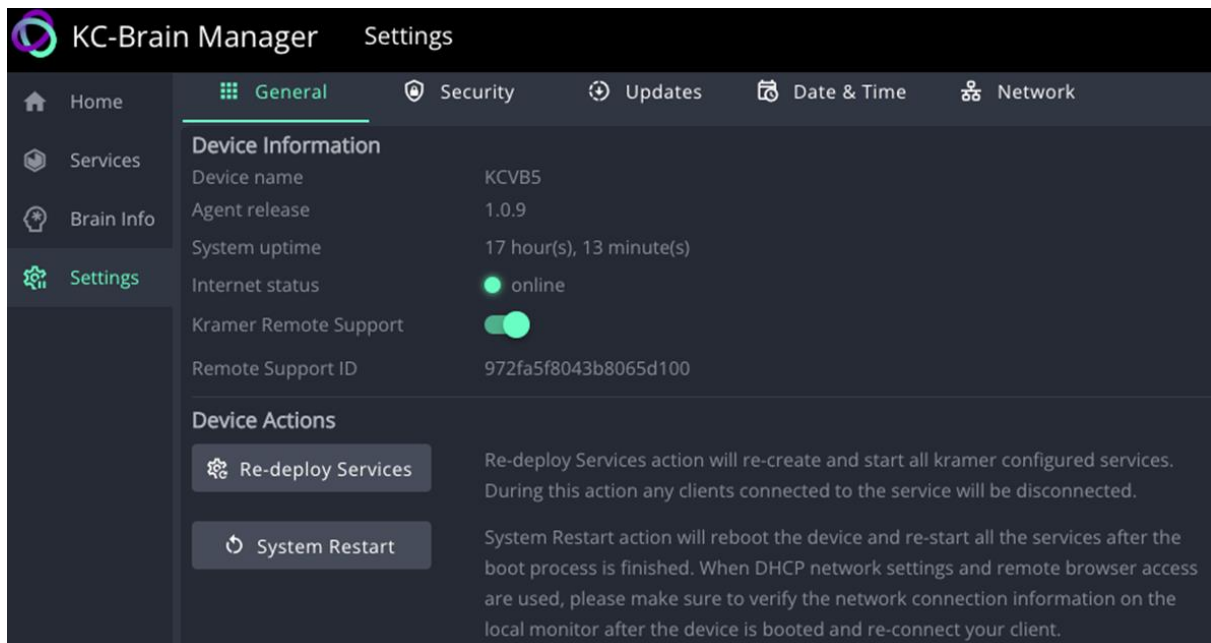 KC-Brain Manager Settings
Home
Services
Brain Info
Settings
General Security Updates Date & Time Network
Device Information
Device name KCVB5
Agent release 1.0.9
System uptime 17 hour(s), 13 minute(s)
Internet status online
Kramer Remote Support
Remote Support ID 972fa5f8043b8065d100
Device Actions
Re-deploy Services
Re-deploy Services action will re-create and start all kramer configured services.
During this action any clients connected to the service will be disconnected.
System Restart
System Restart action will reboot the device and re-start all the services after the
boot process is finished. When DHCP network settings and remote browser access
are used, please make sure to verify the network connection information on the
local monitor after the device is booted and re-connect your client.